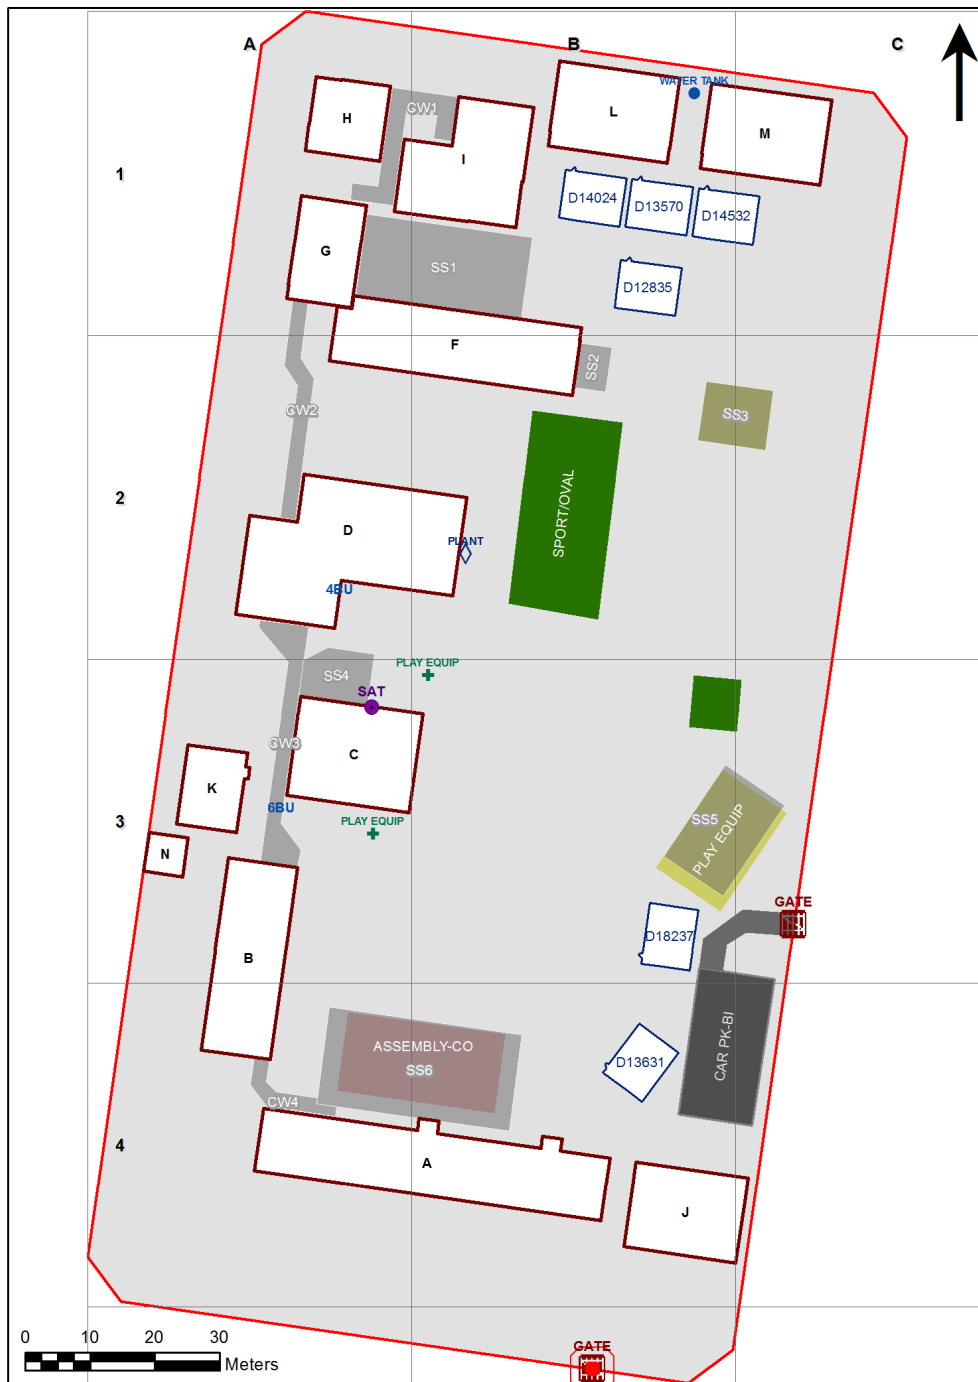 A
B
C
WATER TANK
H
CW1
L
I
M
1
D14024
D13570
D14532
G
SS1
D12835
F
SS2
CW2
SS3
2
D
SPORT/OVAL
PLANT
4BU
PLAY EQUIP
SS4
SAT
CW3
C
K
6BU
PLAY EQUIP
3
SS5
PLAY EQUIP
N
GATE
D18237
B
ASSEMBLY-CO
SS6
CAR PK-BI
D13631
CW4
4
A
J
0 10 20 30
Meters
GATE